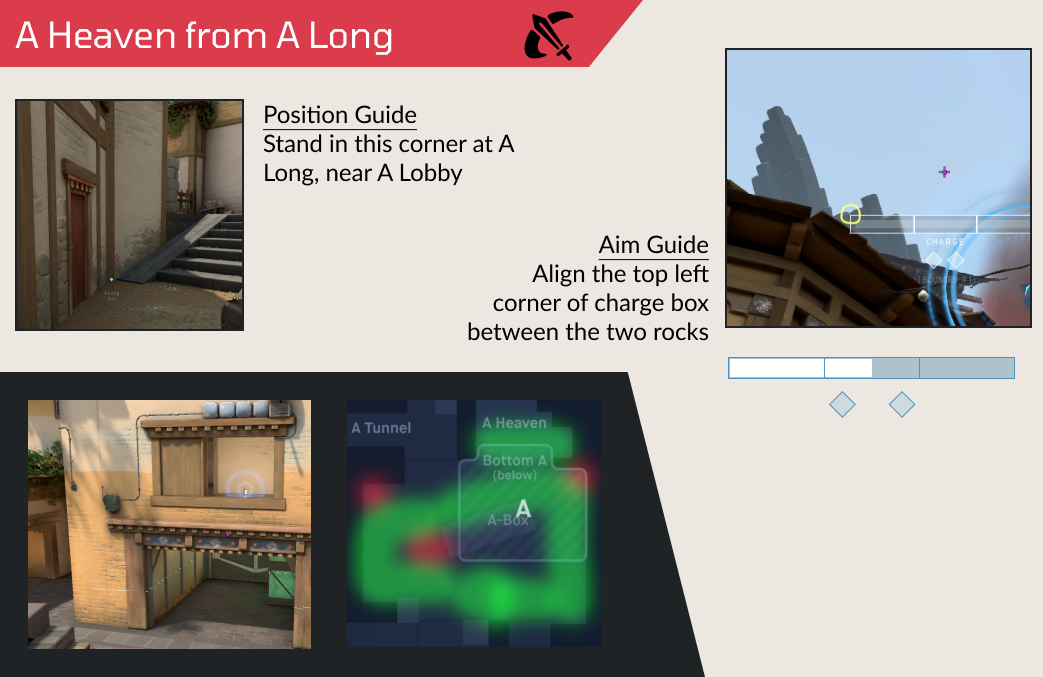 A Heaven from A Long
Position Guide
Stand in this corner at A
Long, near A Lobby
Aim Guide
Align the top left
corner of charge box
between the two rocks
CHARGE
A Tunnel
A Heaven
Bottom A
(below)
A
A-Box